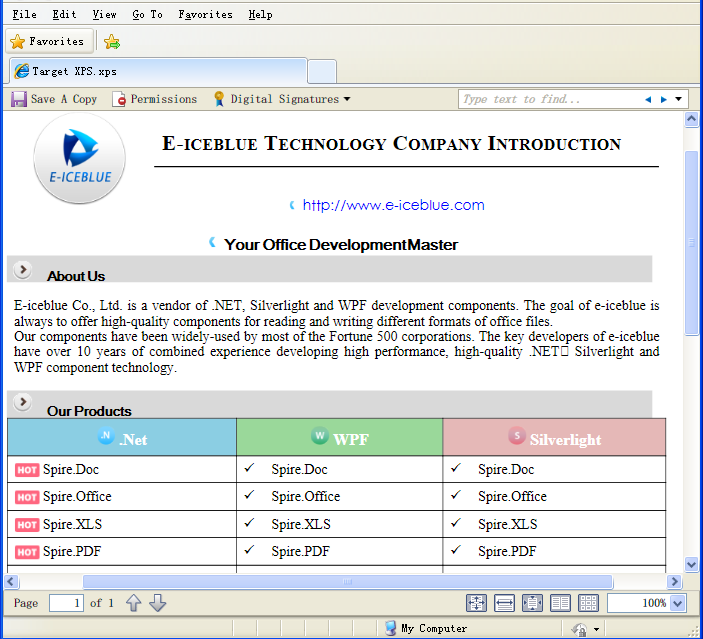 File Edit View Go To Favorites Help
Favorites
Target XPS.xps
Save A Copy Permissions Digital Signatures Type text to find...
E-ICEBLUE
E-ICEBLUE TECHNOLOGY COMPANY INTRODUCTION
http://www.e-iceblue.com
Your Office DevelopmentMaster
About Us
E-iceblue Co., Ltd. is a vendor of .NET, Silverlight and WPF development components. The goal of e-iceblue is
always to offer high-quality components for reading and writing different formats of office files.
Our components have been widely-used by most of the Fortune 500 corporations. The key developers of e-iceblue
have over 10 years of combined experience developing high performance, high-quality .NET□ Silverlight and
WPF component technology.
Our Products
.N .Net W WPF S Silverlight
HOT Spire.Doc ✓ Spire.Doc ✓ Spire.Doc
HOT Spire.Office ✓ Spire.Office ✓ Spire.Office
HOT Spire.XLS ✓ Spire.XLS ✓ Spire.XLS
HOT Spire.PDF ✓ Spire.PDF ✓ Spire.PDF
Page 1 of 1 100%
My Computer